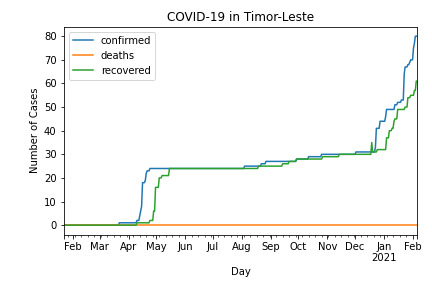 COVID-19 in Timor-Leste
confirmed
deaths
recovered
Number of Cases
80
70
60
50
40
30
20
10
0
Feb Mar Apr May Jun Jul Aug Sep Oct Nov Dec Jan Feb
2021
Day